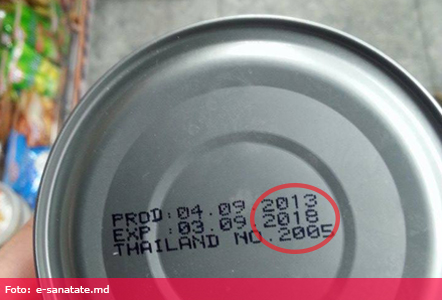 PROD:04.09.2013
EXP :03.09.2018
THAILAND NO.2005
Foto: e-sanatate.md